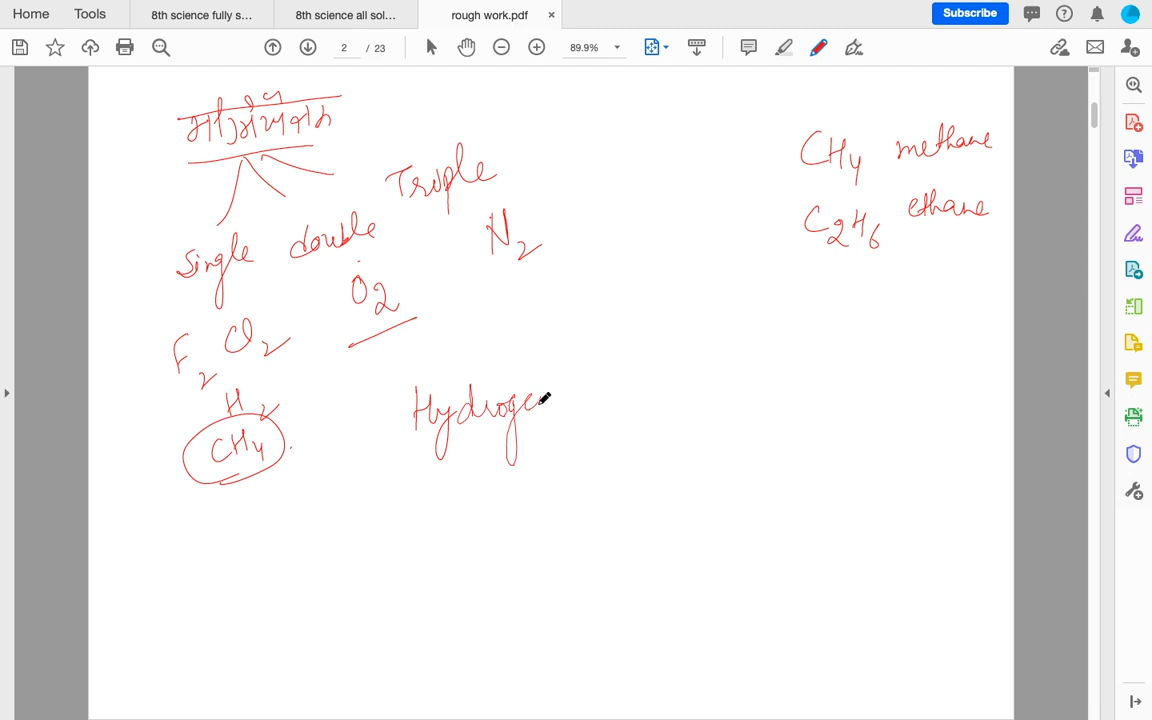 Home Tools 8th science fully s... 8th science all sol... rough work.pdf × Subscribe
2 / 23 89.9%
Triple
CH4 methane
C2H6 ethane
Single double N2
O2
F2 Cl2
H2
Hydroge
CH4